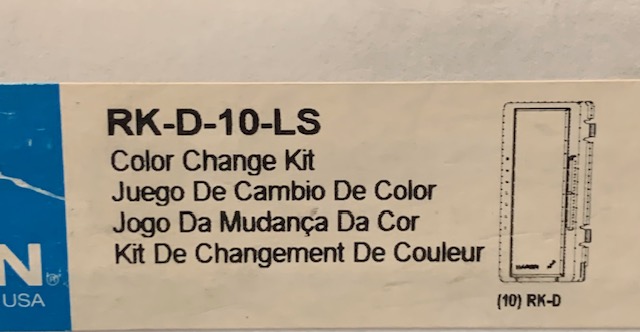 RK-D-10-LS
Color Change Kit
Juego De Cambio De Color
Jogo Da Mudança Da Cor
Kit De Changement De Couleur
N®
USA
(10) RK-D